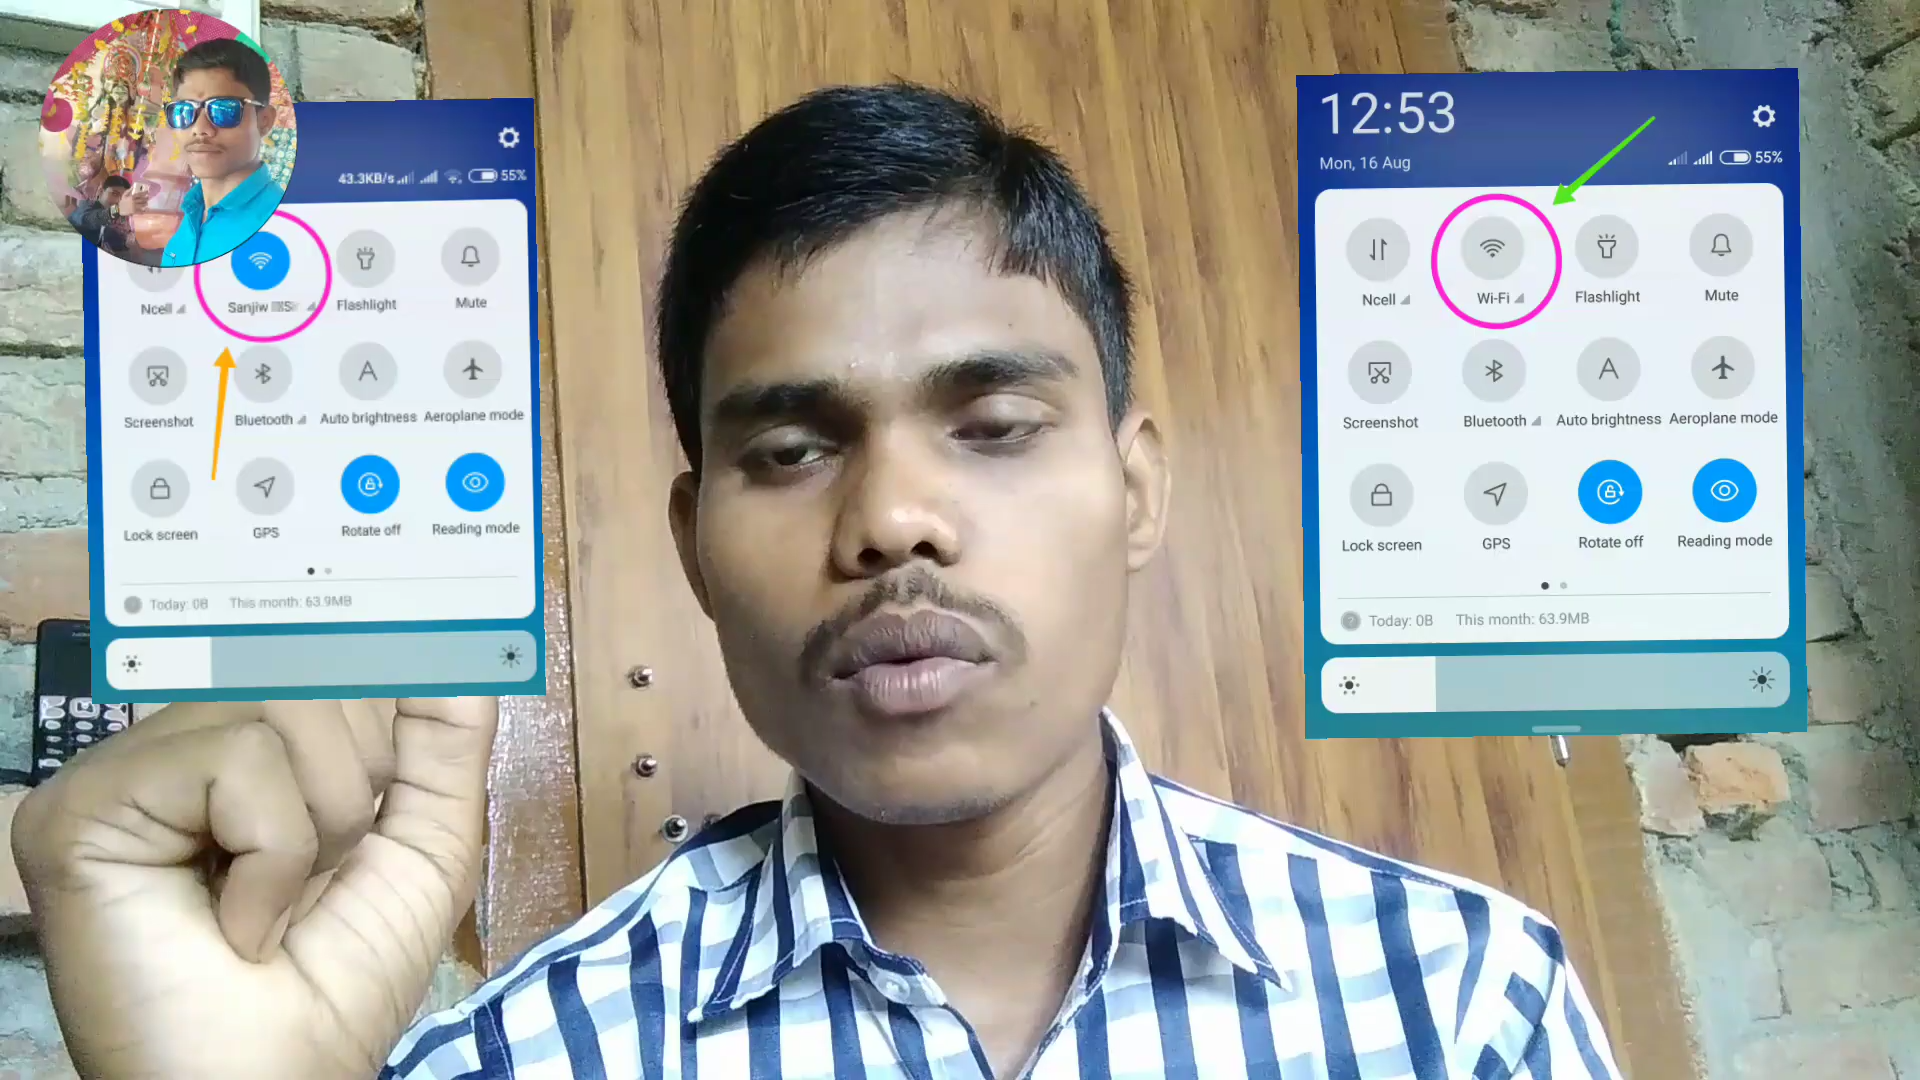 43.3KB/s 55%
Ncell
Sanjiw
Flashlight
Mute
Screenshot
Bluetooth
Auto brightness
Aeroplane mode
Lock screen
GPS
Rotate off
Reading mode
Today: 0B This month: 63.9MB
12:53
Mon, 16 Aug 55%
Ncell
Wi-Fi
Flashlight
Mute
Screenshot
Bluetooth
Auto brightness
Aeroplane mode
Lock screen
GPS
Rotate off
Reading mode
Today: 0B This month: 63.9MB